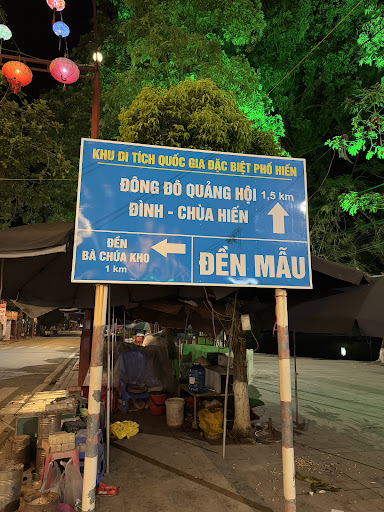 KHU DI TÍCH QUỐC GIA ĐẶC BIỆT PHỐ HIẾN
ĐÔNG ĐÔ QUẢNG HỘI 1,5 km
ĐÌNH - CHÙA HIẾN
ĐỀN
BÀ CHÚA KHO
1 km
ĐỀN MẪU